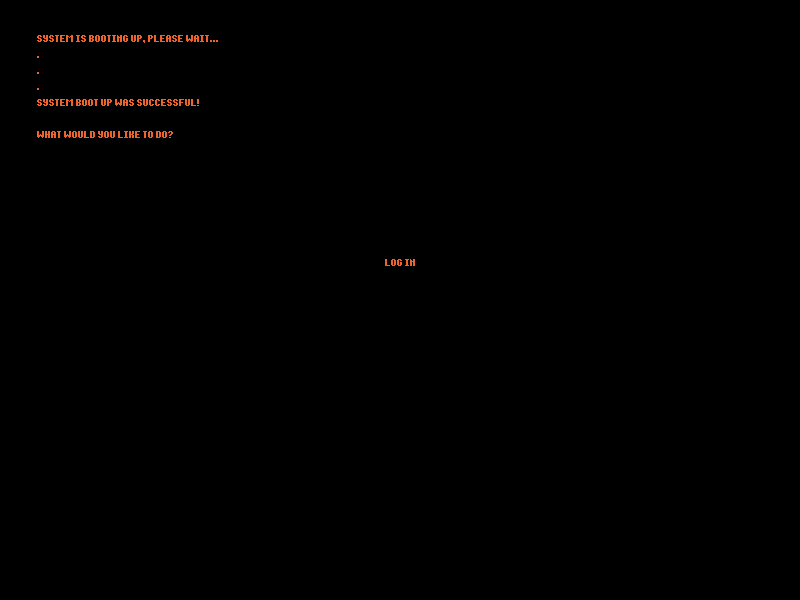 SYSTEM IS BOOTING UP, PLEASE WAIT...
.
.
.
SYSTEM BOOT UP WAS SUCCESSFUL!
WHAT WOULD YOU LIKE TO DO?
LOG IN